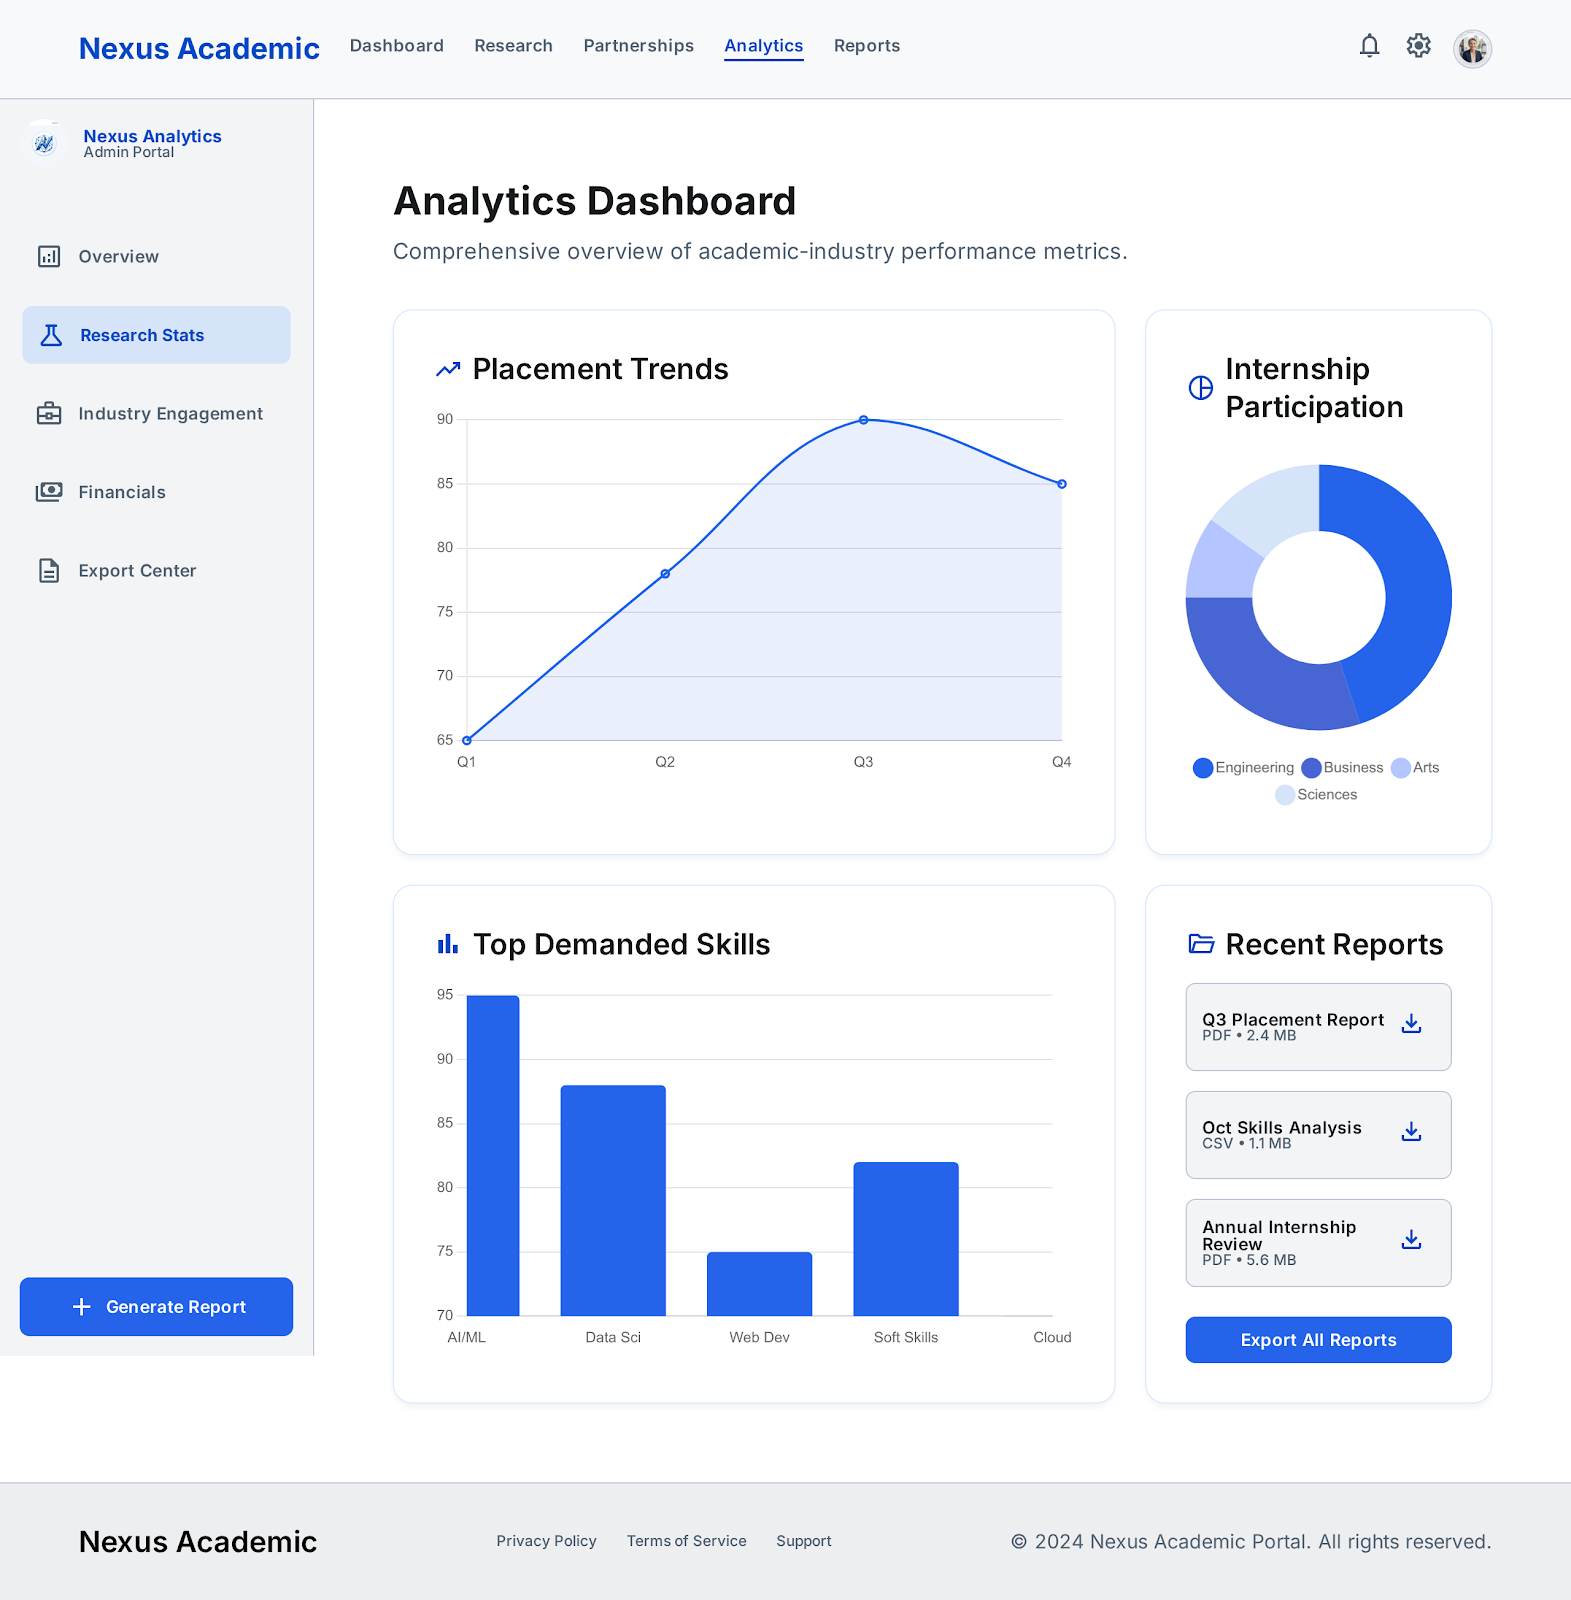 Nexus Academic
Dashboard
Research
Partnerships
Analytics
Reports
Nexus Analytics
Admin Portal
Overview
Research Stats
Industry Engagement
Financials
Export Center
Generate Report
Analytics Dashboard
Comprehensive overview of academic-industry performance metrics.
Placement Trends
90
85
80
75
70
65
Q1
Q2
Q3
Q4
Internship
Participation
Engineering
Business
Arts
Sciences
Top Demanded Skills
95
90
85
80
75
70
AI/ML
Data Sci
Web Dev
Soft Skills
Cloud
Recent Reports
Q3 Placement Report
PDF • 2.4 MB
Oct Skills Analysis
CSV • 1.1 MB
Annual Internship
Review
PDF • 5.6 MB
Export All Reports
Nexus Academic
Privacy Policy
Terms of Service
Support
© 2024 Nexus Academic Portal. All rights reserved.